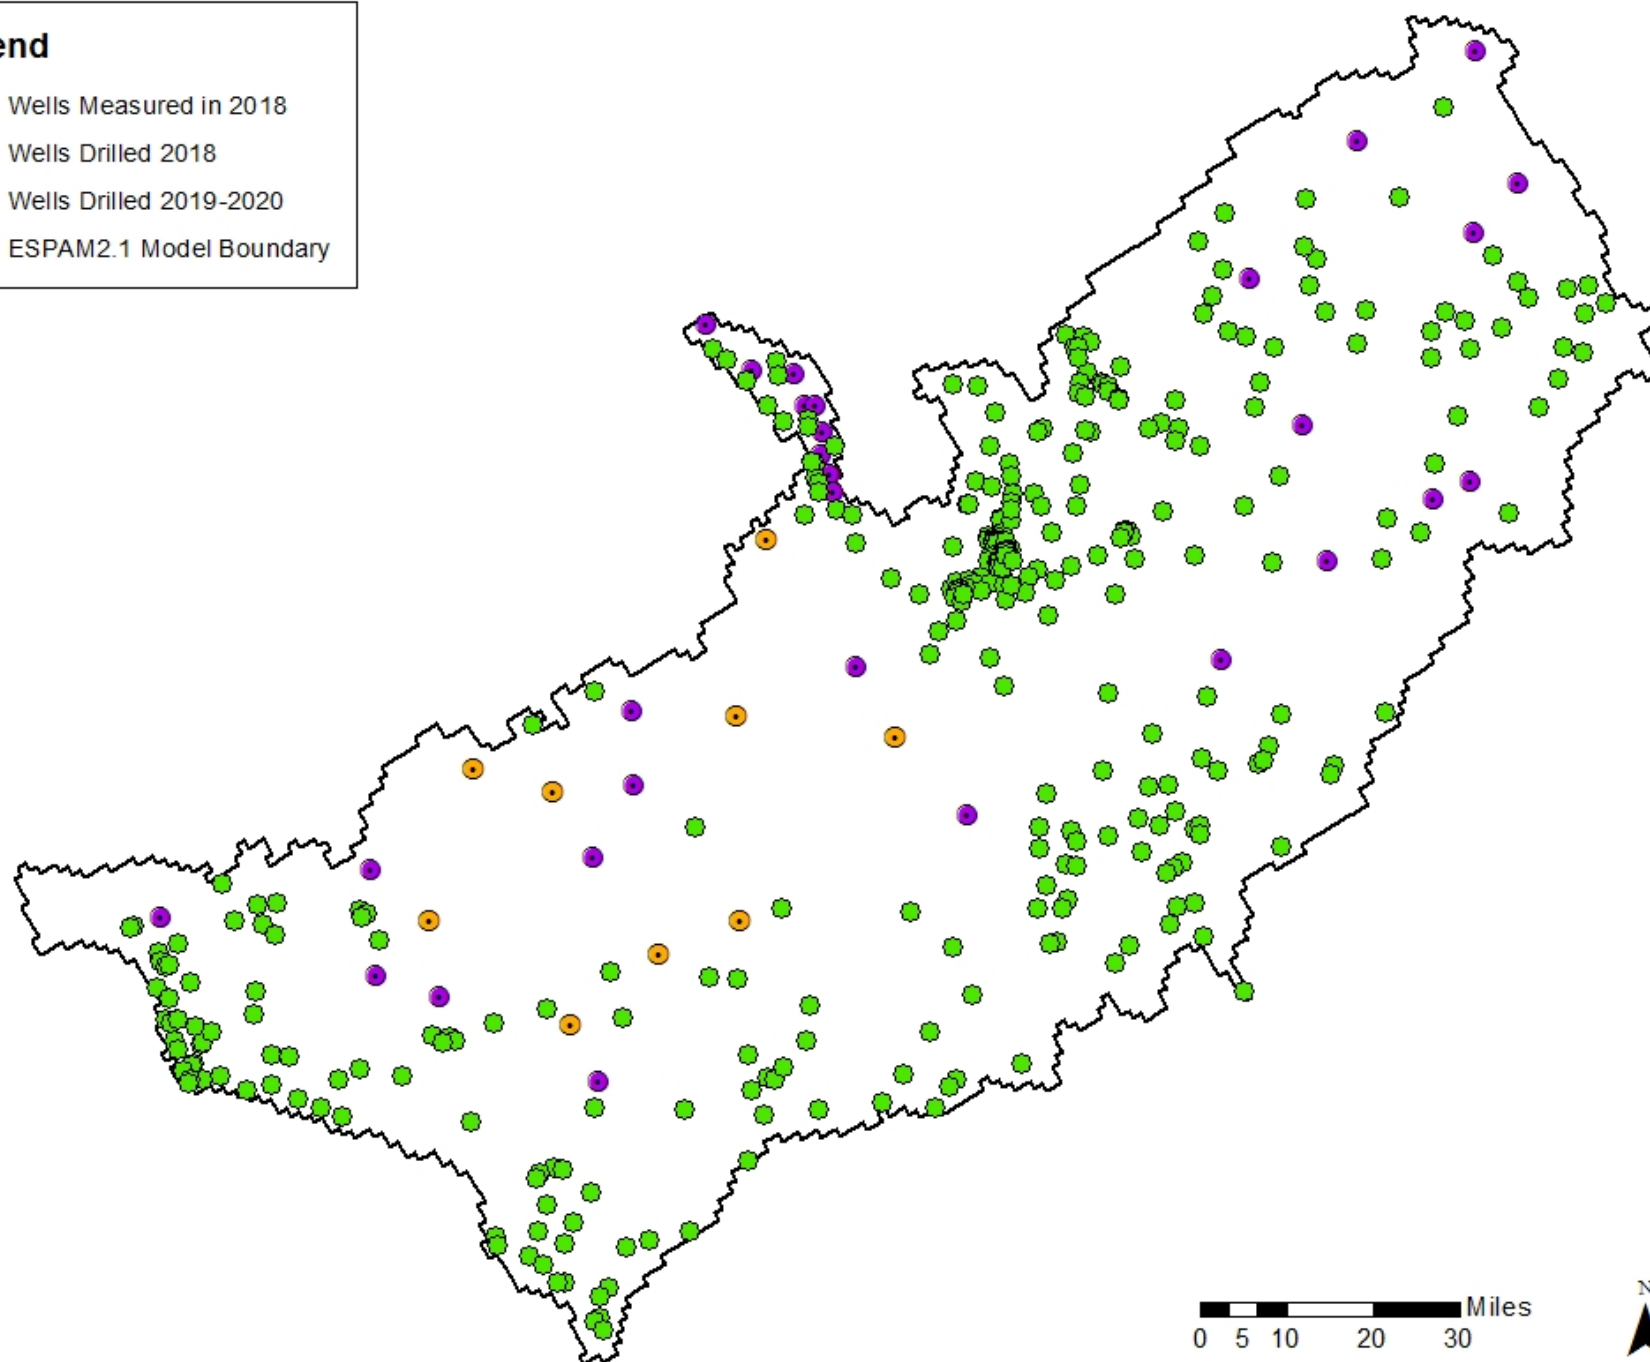 end
Wells Measured in 2018
Wells Drilled 2018
Wells Drilled 2019-2020
ESPAM2.1 Model Boundary
Miles
0 5 10 20 30
N